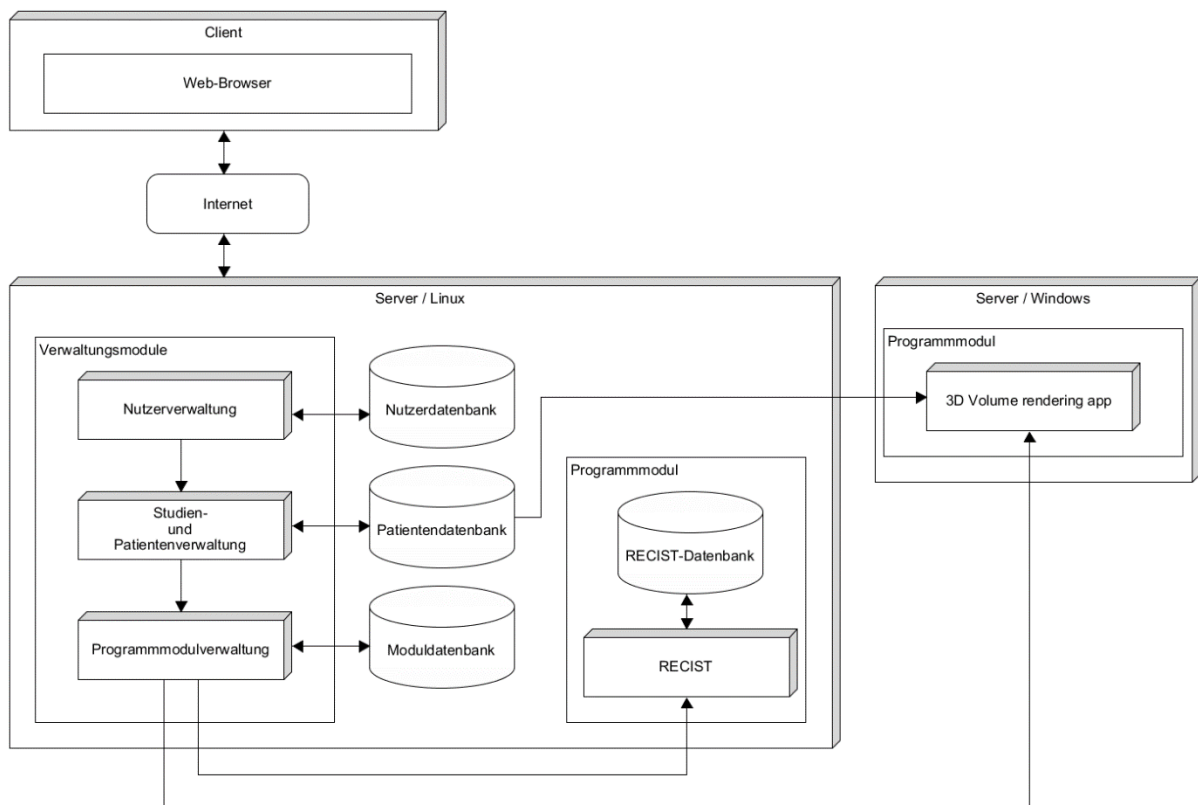 Client
Web-Browser
Internet
Server / Linux
Verwaltungsmodule
Nutzerverwaltung
Nutzerdatenbank
Studien-
und
Patientenverwaltung
Patientendatenbank
Programmmodulverwaltung
Moduldatenbank
Programmmodul
RECIST-Datenbank
RECIST
Server / Windows
Programmmodul
3D Volume rendering app